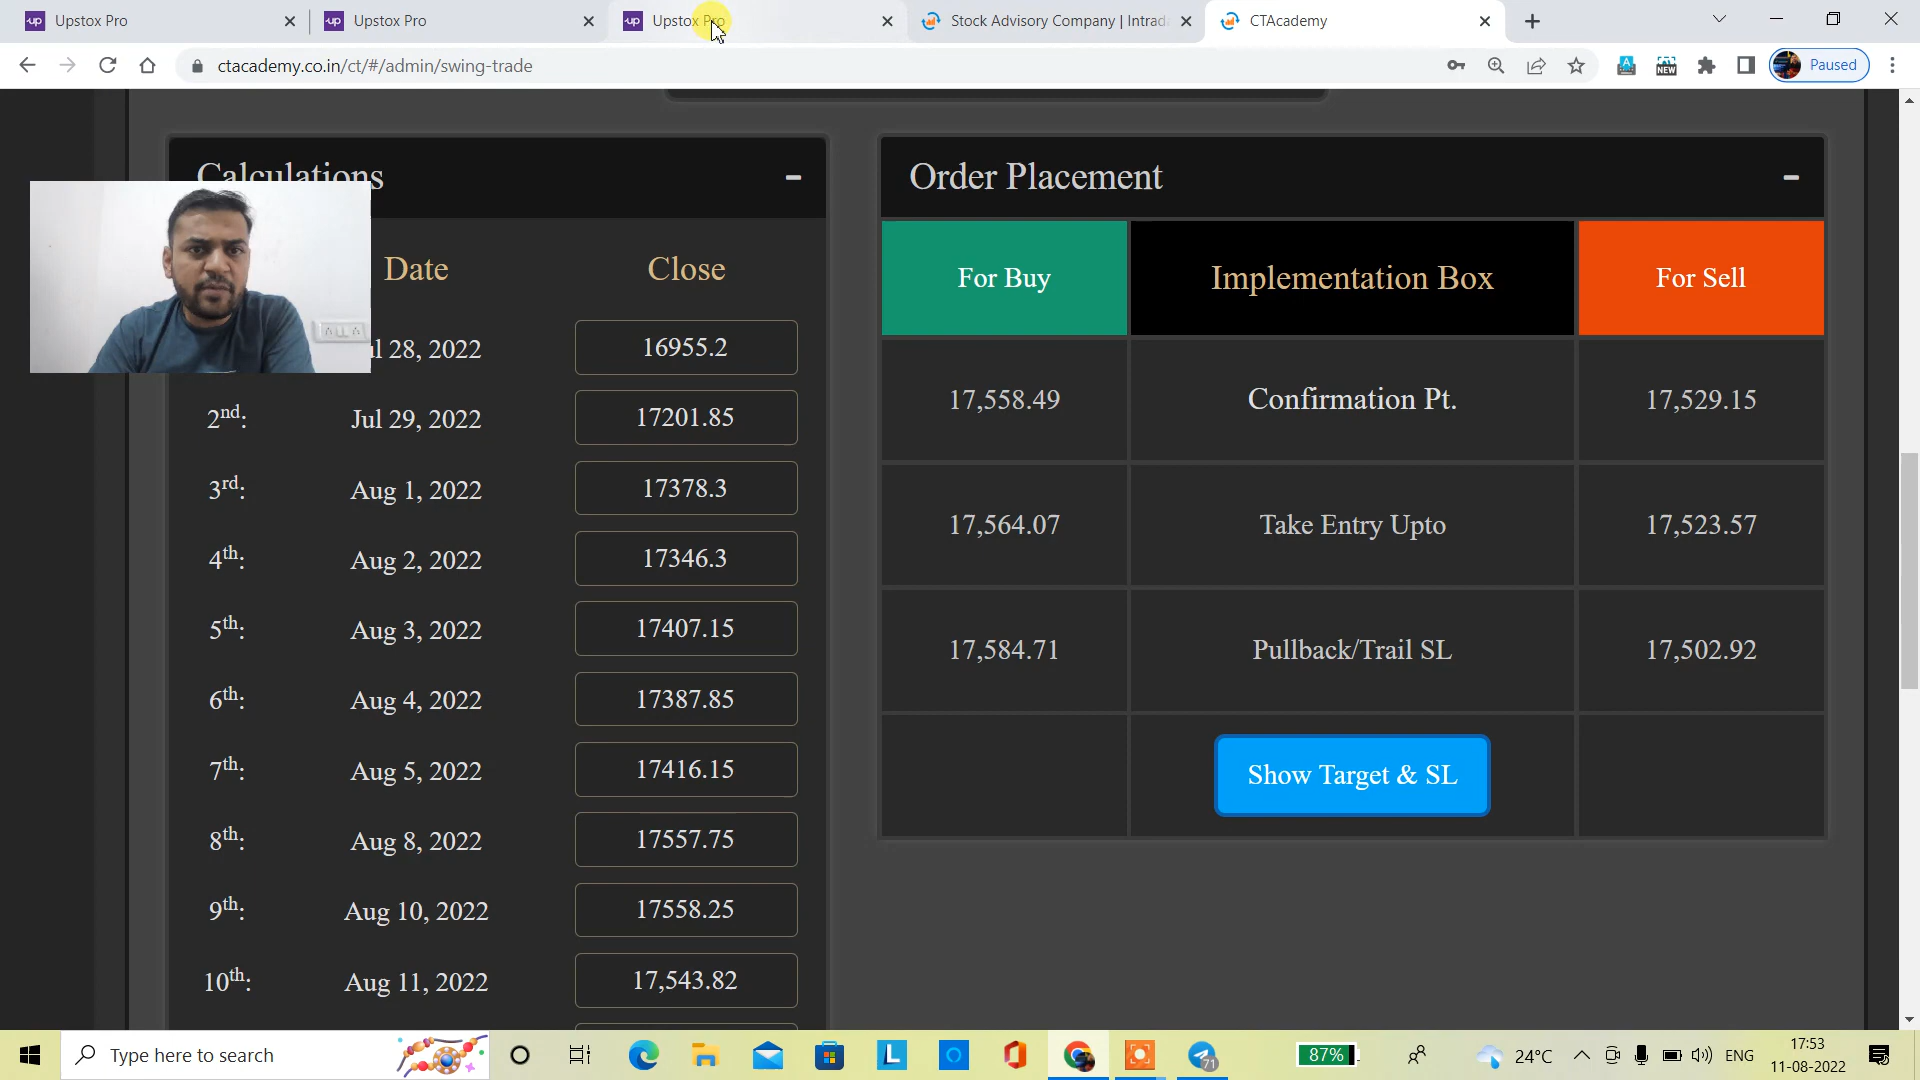 Upstox Pro
Upstox Pro
Upstox Pro
Stock Advisory Company | Intrad
CTAcademy
ctacademy.co.in/ct/#/admin/swing-trade
NEW
Paused
Calculations
Order Placement
Date
Close
For Buy
Implementation Box
For Sell
ALLA
l 28, 2022
16955.2
17,558.49
Confirmation Pt.
17,529.15
2nd:
Jul 29, 2022
17201.85
3rd:
Aug 1, 2022
17378.3
17,564.07
Take Entry Upto
17,523.57
4th:
Aug 2, 2022
17346.3
5th:
Aug 3, 2022
17407.15
17,584.71
Pullback/Trail SL
17,502.92
6th:
Aug 4, 2022
17387.85
7th:
Aug 5, 2022
17416.15
Show Target & SL
8th:
Aug 8, 2022
17557.75
9th:
Aug 10, 2022
17558.25
10th:
Aug 11, 2022
17,543.82
Type here to search
L
71
87%
24°C
ENG
17:53
11-08-2022